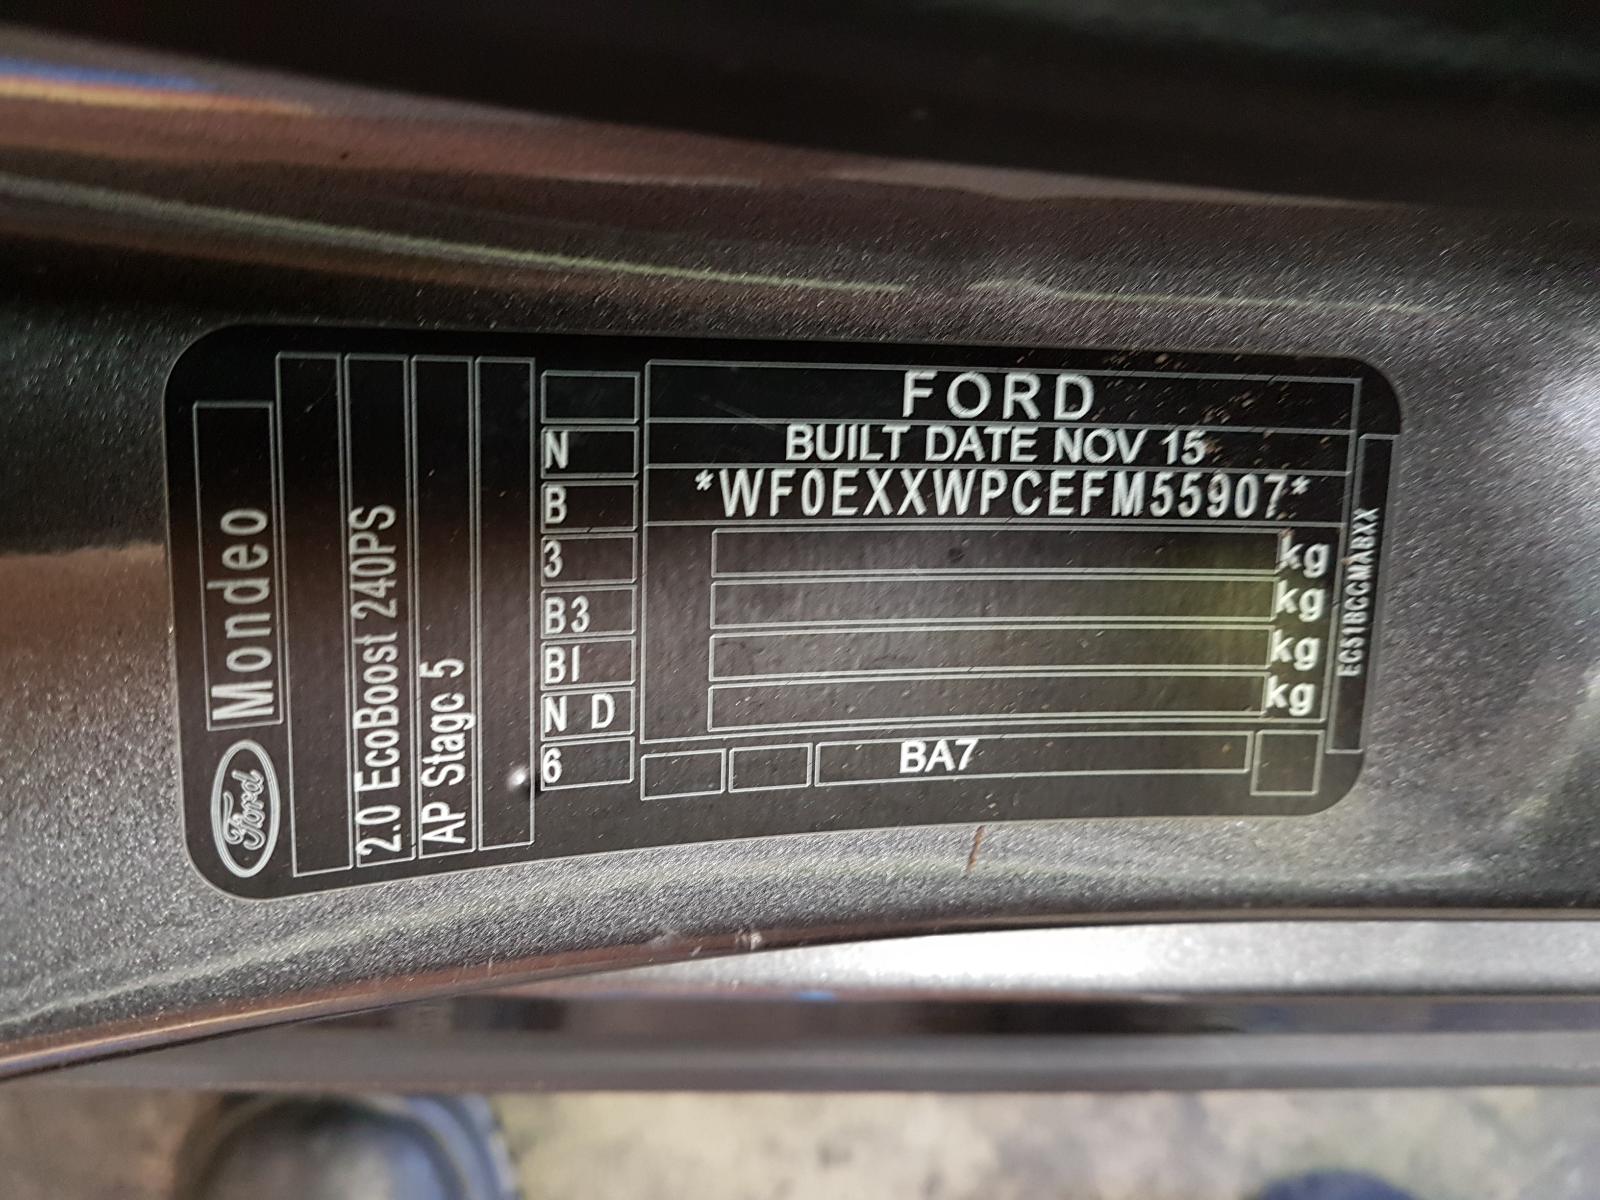 FORD
BUILT DATE NOV 15
*WF0EXXWPCEFM55907*
kg
kg
kg
kg
BA7
N
B
3
B3
B1
N D
6
Ford
Mondeo
2.0 EcoBoost 240PS
AP Stage 5